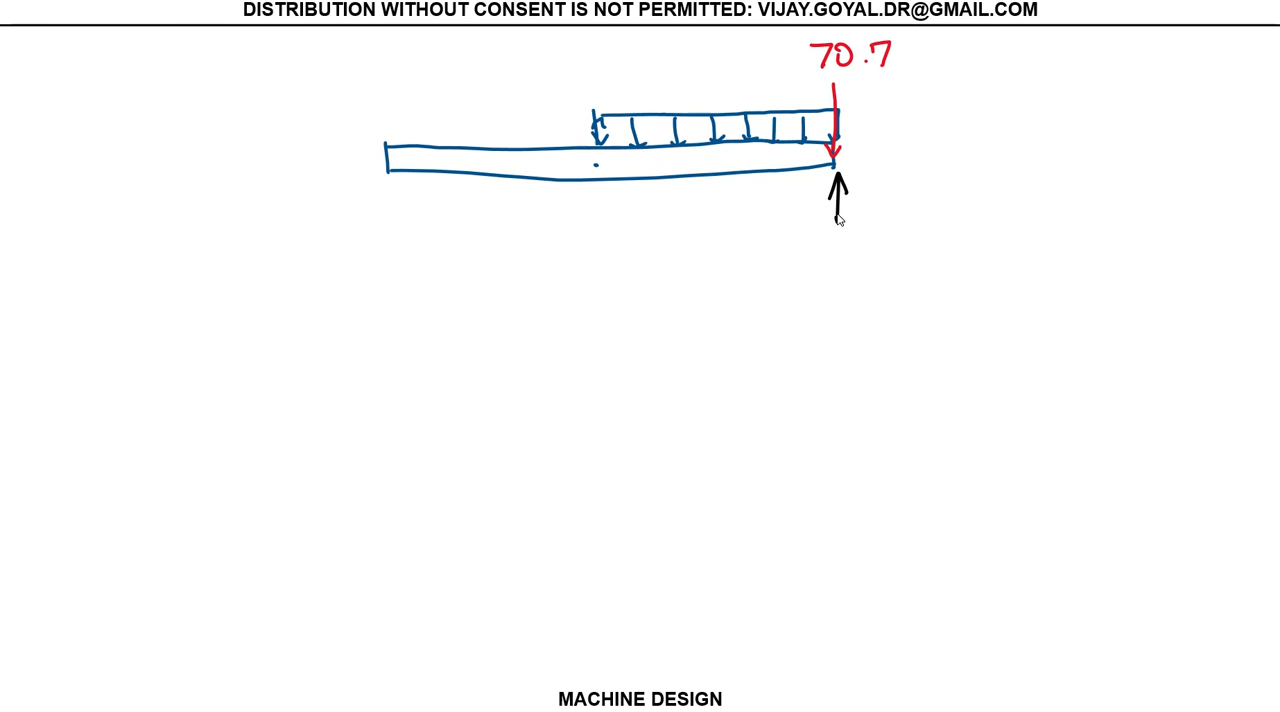 DISTRIBUTION WITHOUT CONSENT IS NOT PERMITTED: VIJAY.GOYAL.DR@GMAIL.COM
70.7
MACHINE DESIGN